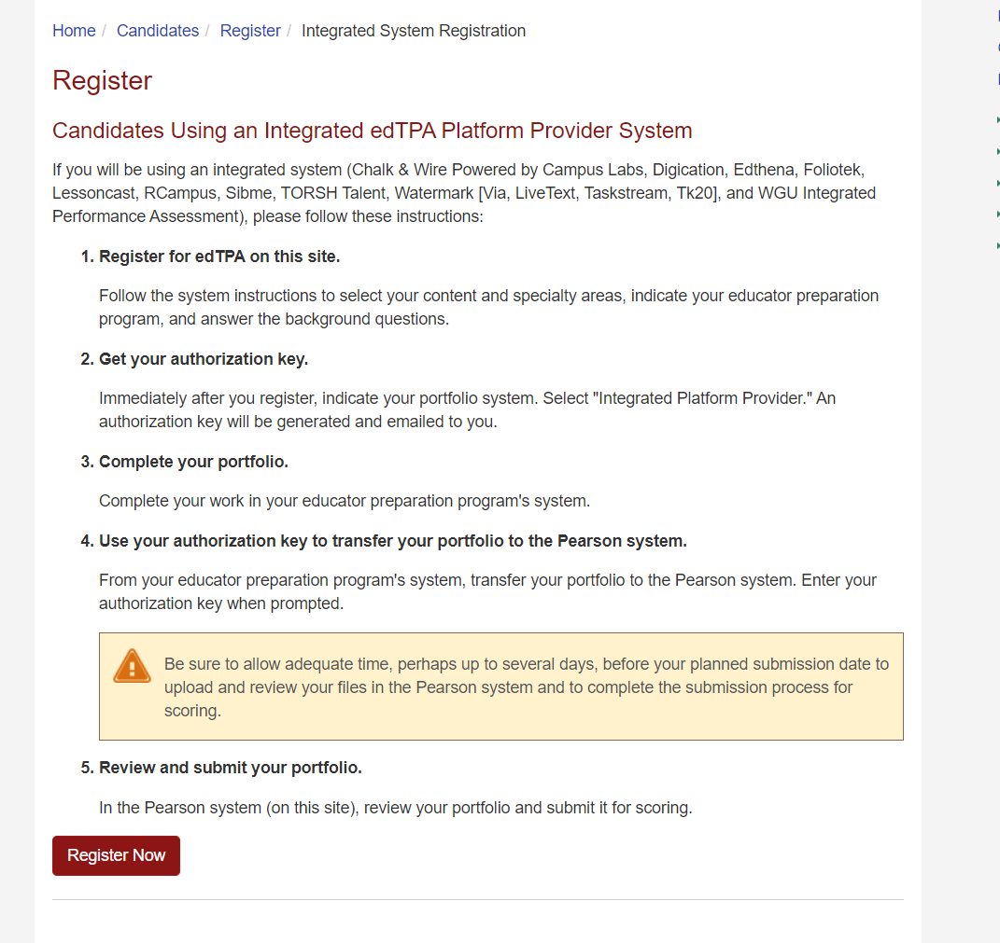 Home / Candidates / Register / Integrated System Registration
Register
Candidates Using an Integrated edTPA Platform Provider System
If you will be using an integrated system (Chalk & Wire Powered by Campus Labs, Digication, Edthena, Foliotek,
Lessoncast, RCampus, Sibme, TORSH Talent, Watermark [Via, LiveText, Taskstream, Tk20], and WGU Integrated
Performance Assessment), please follow these instructions:
1. Register for edTPA on this site.
Follow the system instructions to select your content and specialty areas, indicate your educator preparation
program, and answer the background questions.
2. Get your authorization key.
Immediately after you register, indicate your portfolio system. Select "Integrated Platform Provider." An
authorization key will be generated and emailed to you.
3. Complete your portfolio.
Complete your work in your educator preparation program's system.
4. Use your authorization key to transfer your portfolio to the Pearson system.
From your educator preparation program's system, transfer your portfolio to the Pearson system. Enter your
authorization key when prompted.
Be sure to allow adequate time, perhaps up to several days, before your planned submission date to
upload and review your files in the Pearson system and to complete the submission process for
scoring.
5. Review and submit your portfolio.
In the Pearson system (on this site), review your portfolio and submit it for scoring.
Register Now